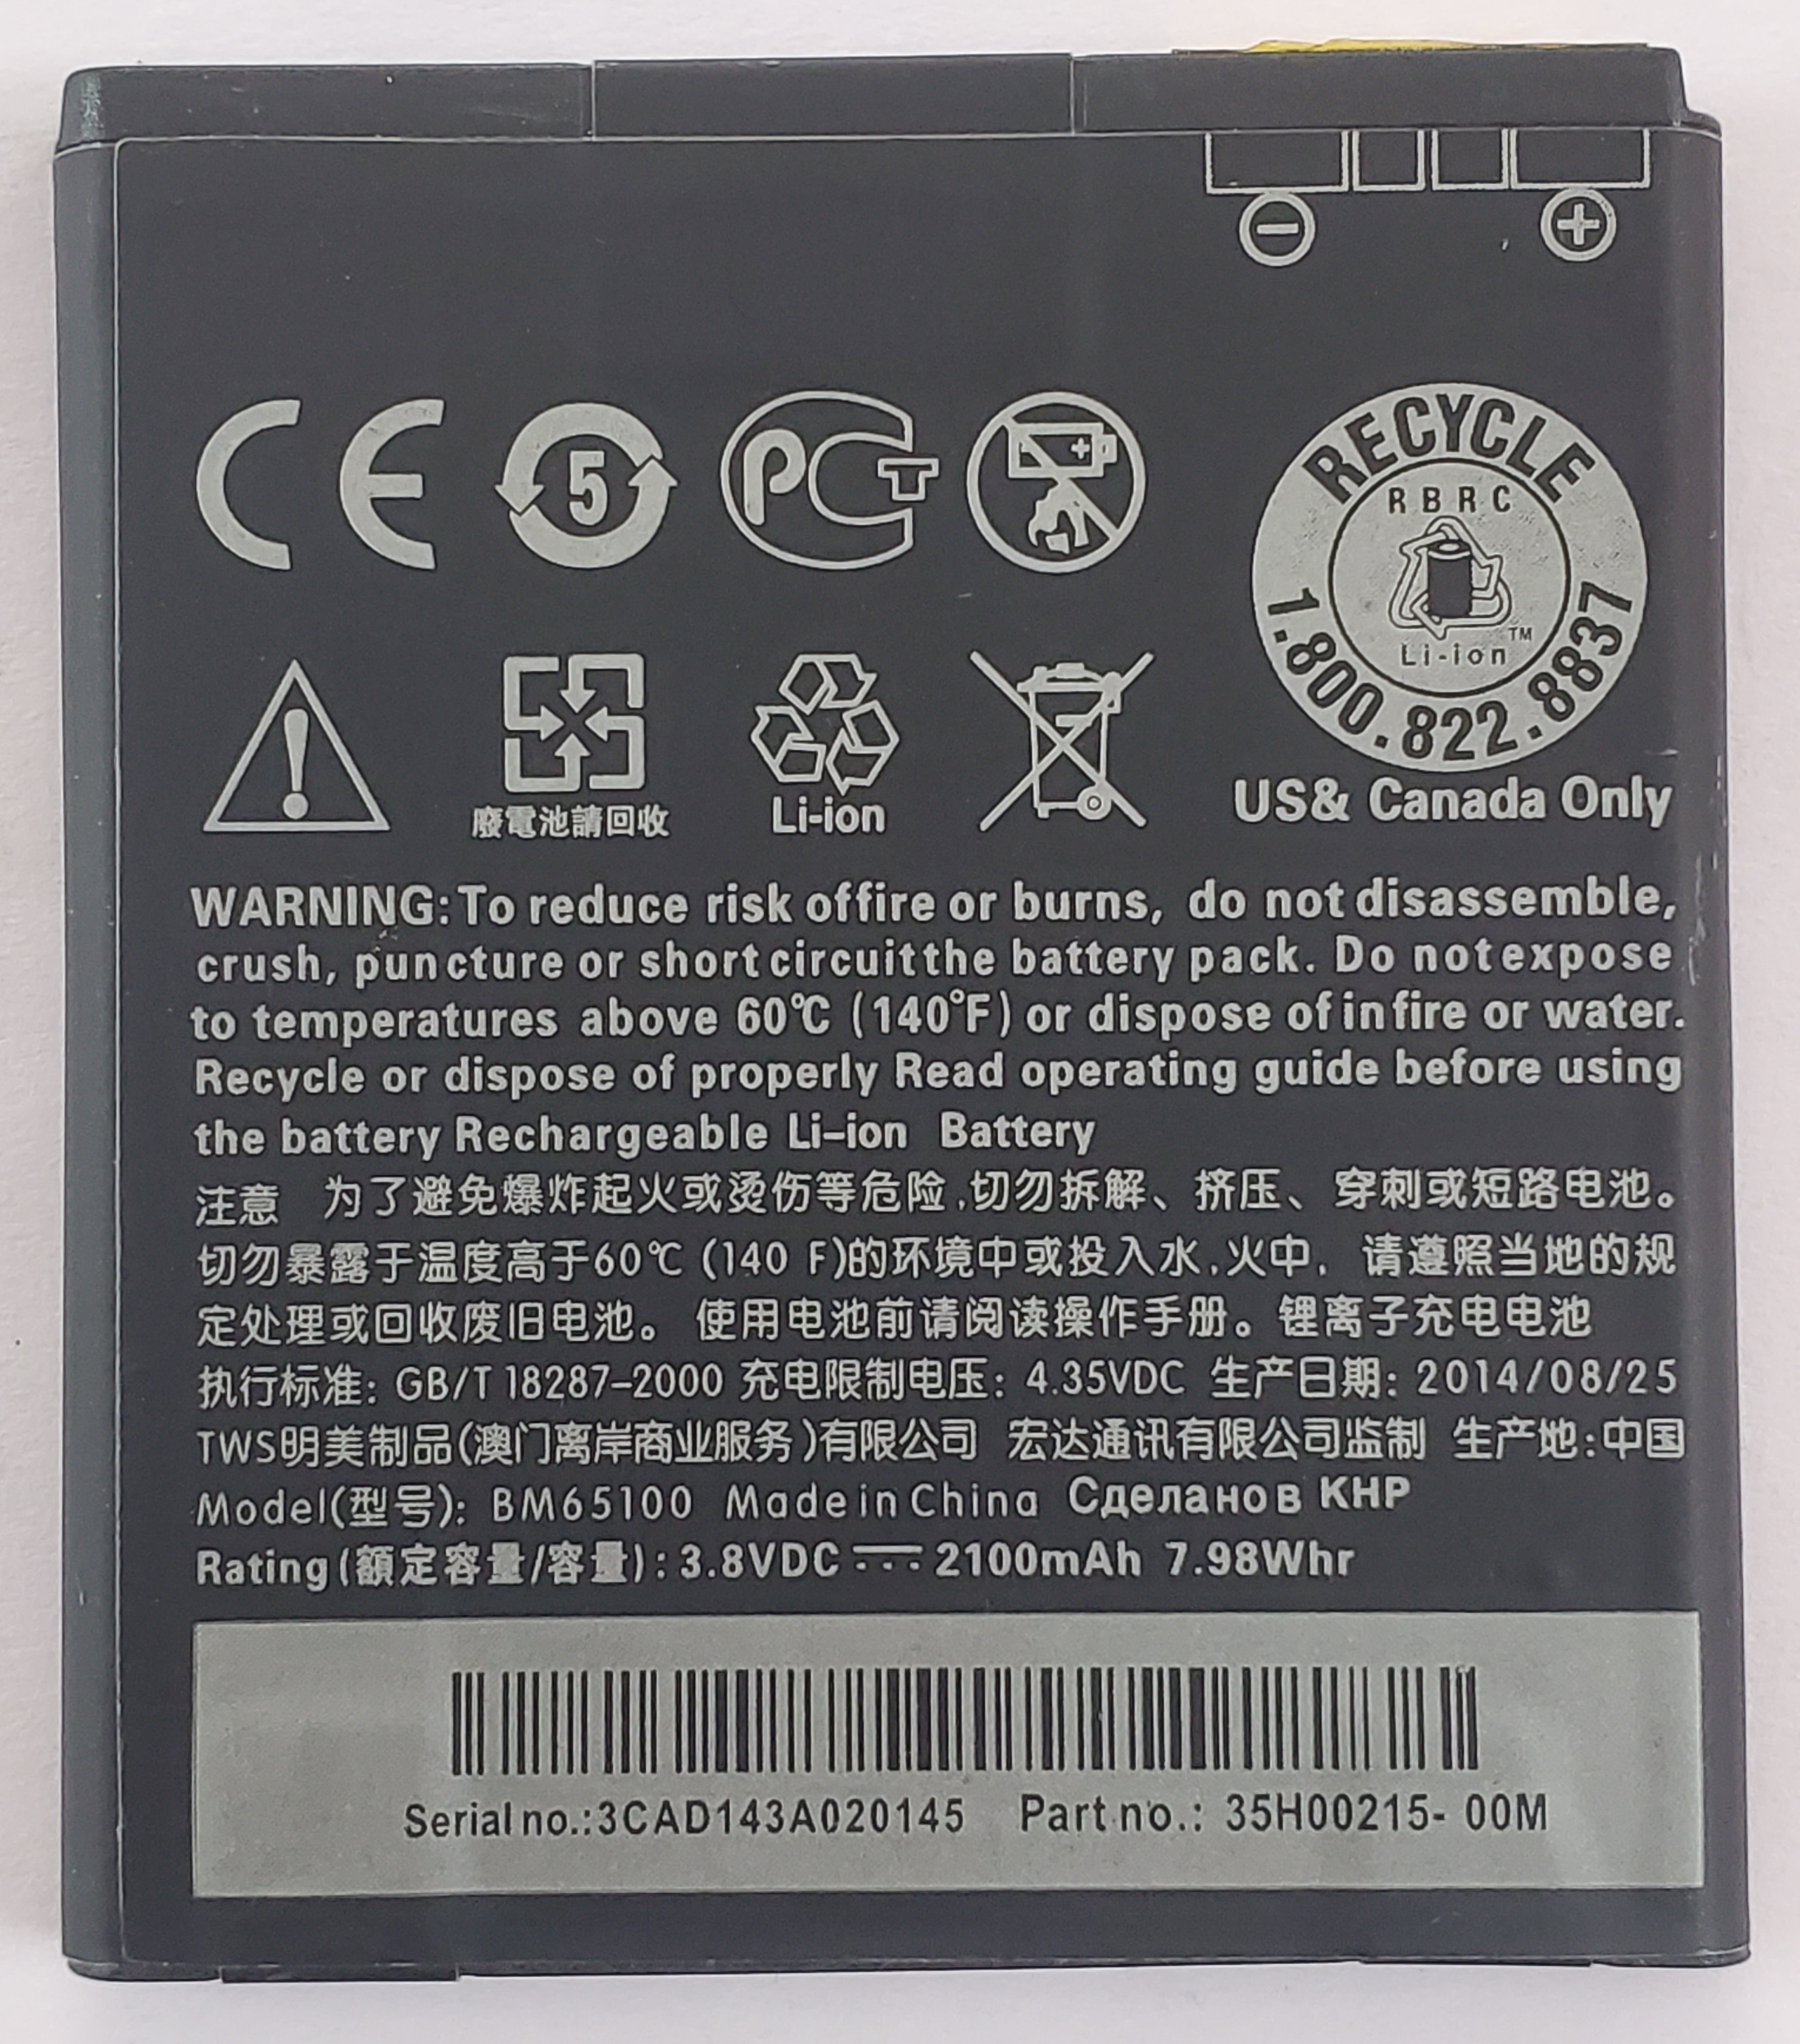 − +
CE 5 PCT
RECYCLE
RBRC
Li-ion ™
1.800.822.8837
廢電池請回收 Li-ion
US& Canada Only
WARNING: To reduce risk of fire or burns, do not disassemble,
crush, puncture or short circuit the battery pack. Do not expose
to temperatures above 60℃ (140°F) or dispose of in fire or water.
Recycle or dispose of properly Read operating guide before using
the battery Rechargeable Li-ion Battery
注意 为了避免爆炸起火或烫伤等危险,切勿拆解、挤压、穿刺或短路电池。
切勿暴露于温度高于60℃ (140 F)的环境中或投入水,火中, 请遵照当地的规
定处理或回收废旧电池。 使用电池前请阅读操作手册。锂离子充电电池
执行标准: GB/T 18287-2000 充电限制电压: 4.35VDC 生产日期: 2014/08/25
TWS明美制品(澳门离岸商业服务)有限公司 宏达通讯有限公司监制 生产地:中国
Model(型号): BM65100 Made in China Сделано в КНР
Rating (額定容量/容量) : 3.8VDC 2100mAh 7.98Whr
Serial no.:3CAD143A020145 Part no.: 35H00215- 00M